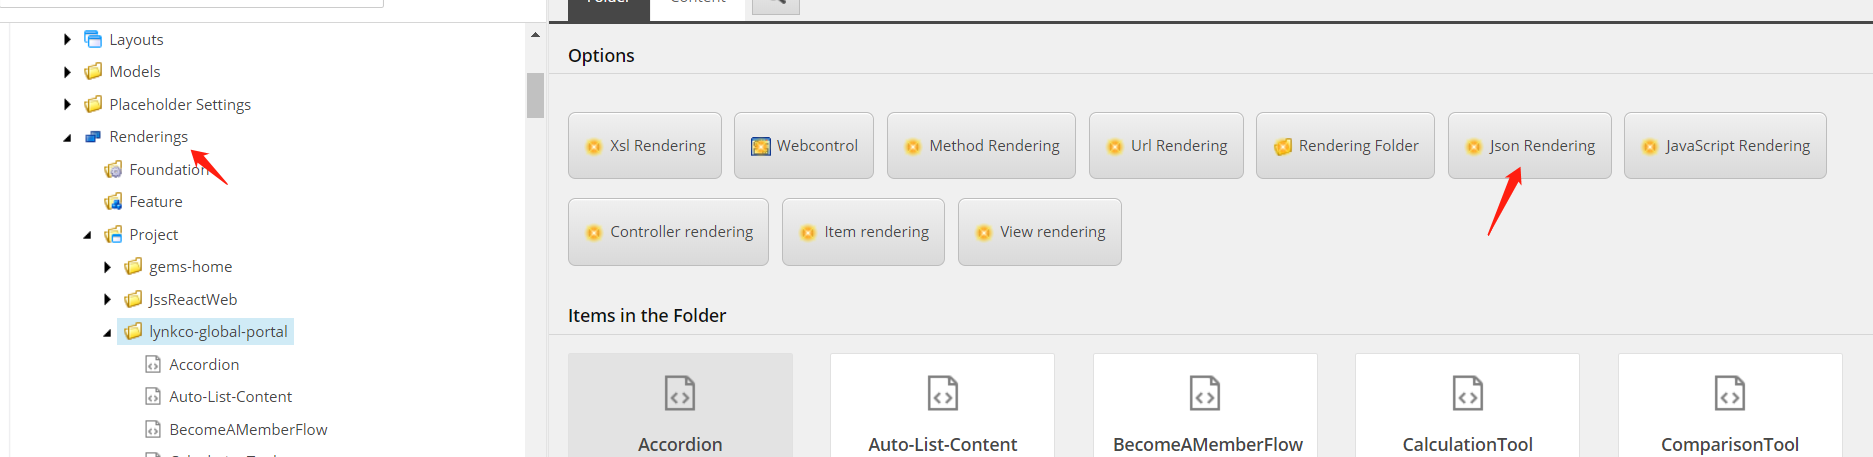 Folder
Content
Layouts
Models
Placeholder Settings
Renderings
Foundation
Feature
Project
gems-home
JssReactWeb
lynkco-global-portal
Accordion
Auto-List-Content
BecomeAMemberFlow
Options
Xsl Rendering
Webcontrol
Method Rendering
Url Rendering
Rendering Folder
Json Rendering
JavaScript Rendering
Controller rendering
Item rendering
View rendering
Items in the Folder
Accordion
Auto-List-Content
BecomeAMemberFlow
CalculationTool
ComparisonTool